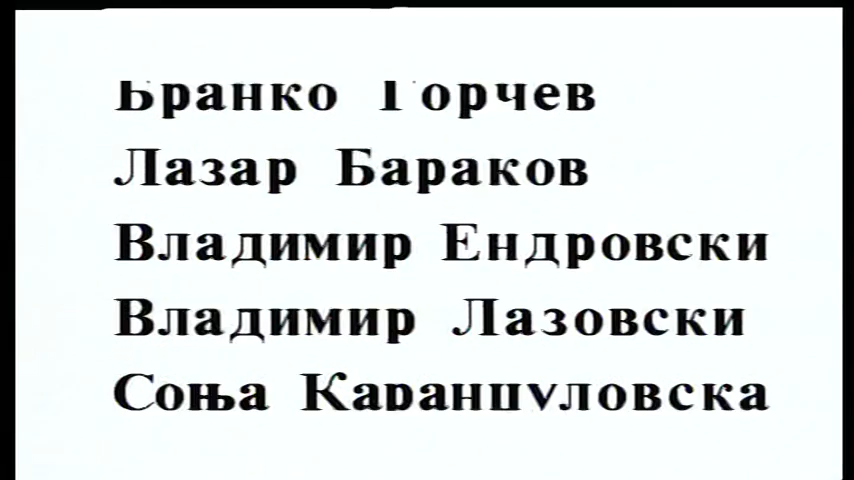 Бранко Горчев
Лазар Бараков
Владимир Ендровски
Владимир Лазовски
Соња Каранџуловска